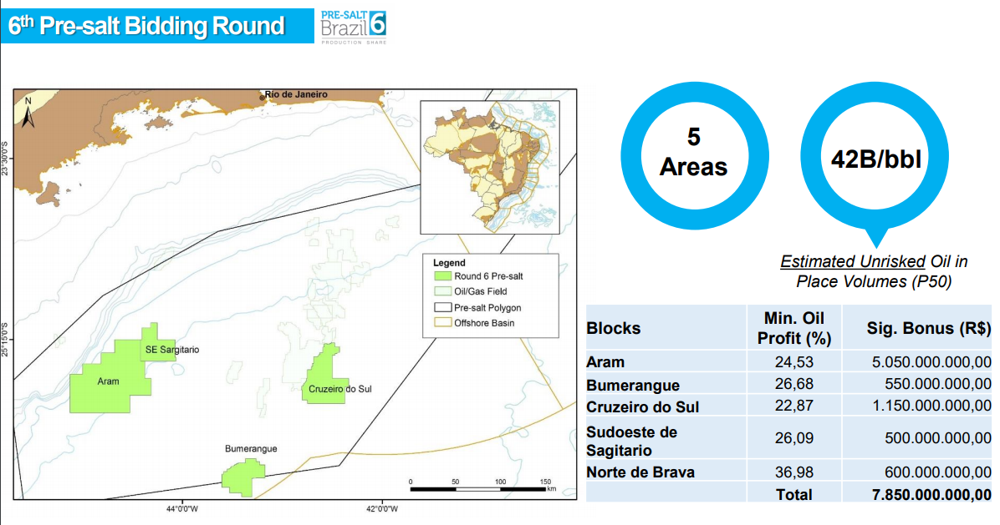 6th Pre-salt Bidding Round
PRE-SALT
Brazil 6
PRODUCTION SHARE
N
Rio de Janeiro
23°30'0"S
25°15'0"S
SE Sargitario
Aram
Cruzeiro do Sul
Bumerangue
44°0'0"W
42°0'0"W
0 50 100 150
km
Legend
Round 6 Pre-salt
Oil/Gas Field
Pre-salt Polygon
Offshore Basin
5
Areas
42B/bbl
Estimated Unrisked Oil in
Place Volumes (P50)
Blocks Min. Oil Profit (%) Sig. Bonus (R$)
Aram 24,53 5.050.000.000,00
Bumerangue 26,68 550.000.000,00
Cruzeiro do Sul 22,87 1.150.000.000,00
Sudoeste de
Sagitario 26,09 500.000.000,00
Norte de Brava 36,98 600.000.000,00
Total 7.850.000.000,00